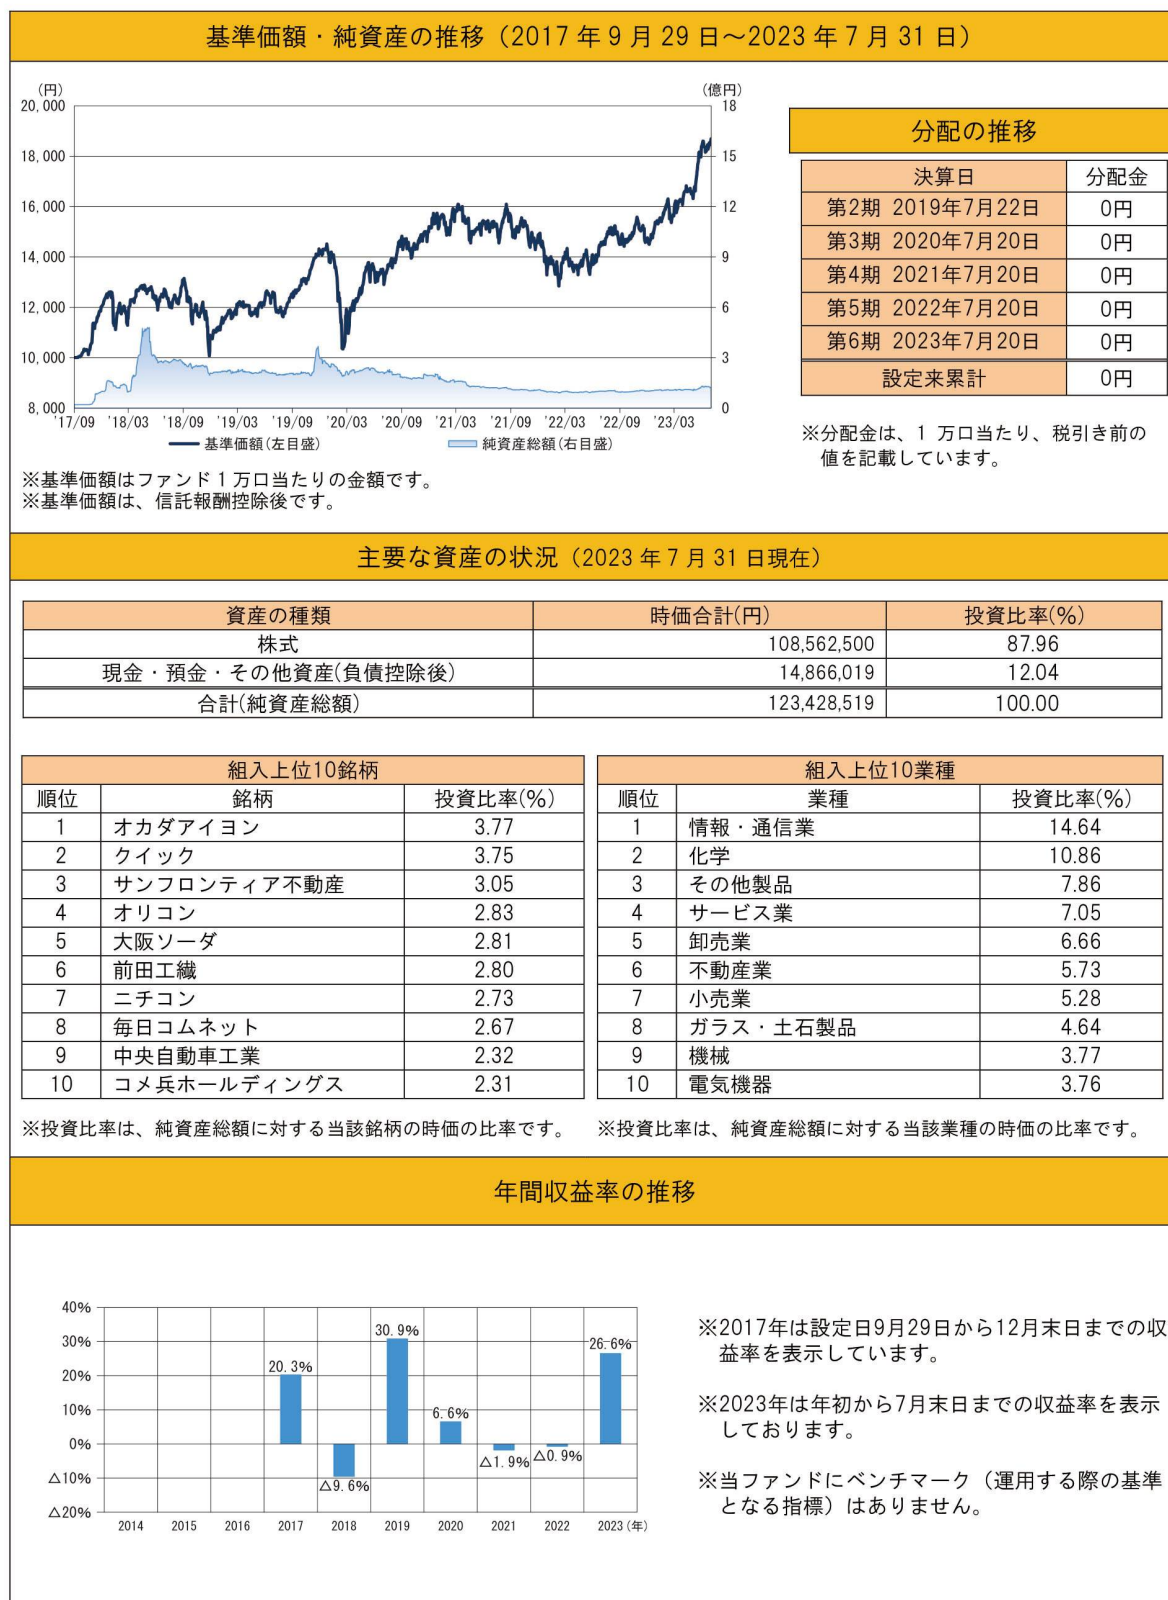 基準価額・純資産の推移（2017年9月29日～2023年7月31日）
(円)
(億円)
20,000
18,000
16,000
14,000
12,000
10,000
8,000
18
15
12
9
6
3
0
'17/09 '18/03 '18/09 '19/03 '19/09 '20/03 '20/09 '21/03 '21/09 '22/03 '22/09 '23/03
基準価額(左目盛) 純資産総額(右目盛)
※基準価額はファンド1万口当たりの金額です。
※基準価額は、信託報酬控除後です。
分配の推移
決算日 分配金
第2期 2019年7月22日 0円
第3期 2020年7月20日 0円
第4期 2021年7月20日 0円
第5期 2022年7月20日 0円
第6期 2023年7月20日 0円
設定来累計 0円
※分配金は、1 万口当たり、税引き前の
値を記載しています。
主要な資産の状況（2023年7月31日現在）
資産の種類 時価合計(円) 投資比率(%)
株式 108,562,500 87.96
現金・預金・その他資産(負債控除後) 14,866,019 12.04
合計(純資産総額) 123,428,519 100.00
組入上位10銘柄
順位 銘柄 投資比率(%)
1 オカダアイヨン 3.77
2 クイック 3.75
3 サンフロンティア不動産 3.05
4 オリコン 2.83
5 大阪ソーダ 2.81
6 前田工繊 2.80
7 ニチコン 2.73
8 毎日コムネット 2.67
9 中央自動車工業 2.32
10 コメ兵ホールディングス 2.31
※投資比率は、純資産総額に対する当該銘柄の時価の比率です。
組入上位10業種
順位 業種 投資比率(%)
1 情報・通信業 14.64
2 化学 10.86
3 その他製品 7.86
4 サービス業 7.05
5 卸売業 6.66
6 不動産業 5.73
7 小売業 5.28
8 ガラス・土石製品 4.64
9 機械 3.77
10 電気機器 3.76
※投資比率は、純資産総額に対する当該業種の時価の比率です。
年間収益率の推移
40%
30%
20%
10%
0%
△10%
△20%
20.3%
△9.6%
30.9%
6.6%
△1.9%
△0.9%
26.6%
2014 2015 2016 2017 2018 2019 2020 2021 2022 2023(年)
※2017年は設定日9月29日から12月末日までの収
益率を表示しています。
※2023年は年初から7月末日までの収益率を表示
しております。
※当ファンドにベンチマーク（運用する際の基準
となる指標）はありません。